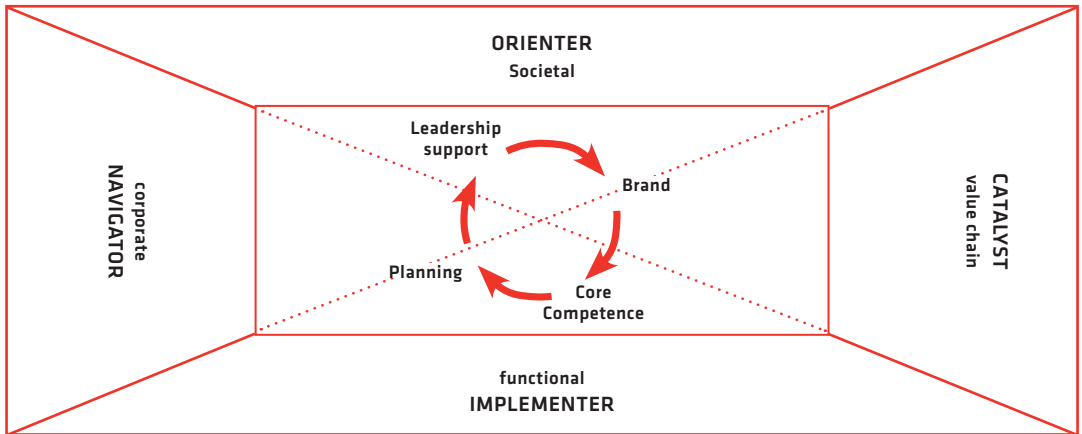 ORIENTER
Societal
Leadership
support
Brand
corporate
NAVIGATOR
CATALYST
value chain
Planning
Core
Competence
functional
IMPLEMENTER